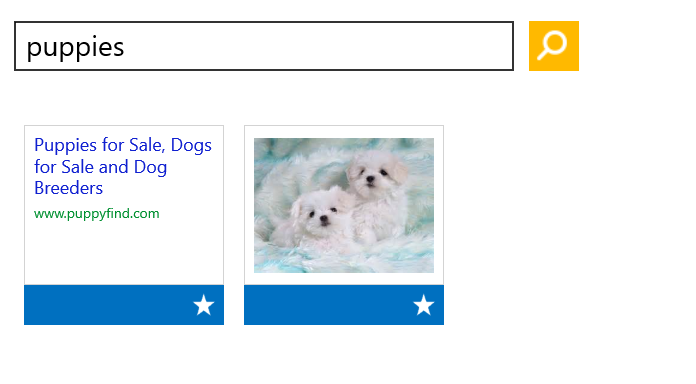 puppies
Puppies for Sale, Dogs
for Sale and Dog
Breeders
www.puppyfind.com